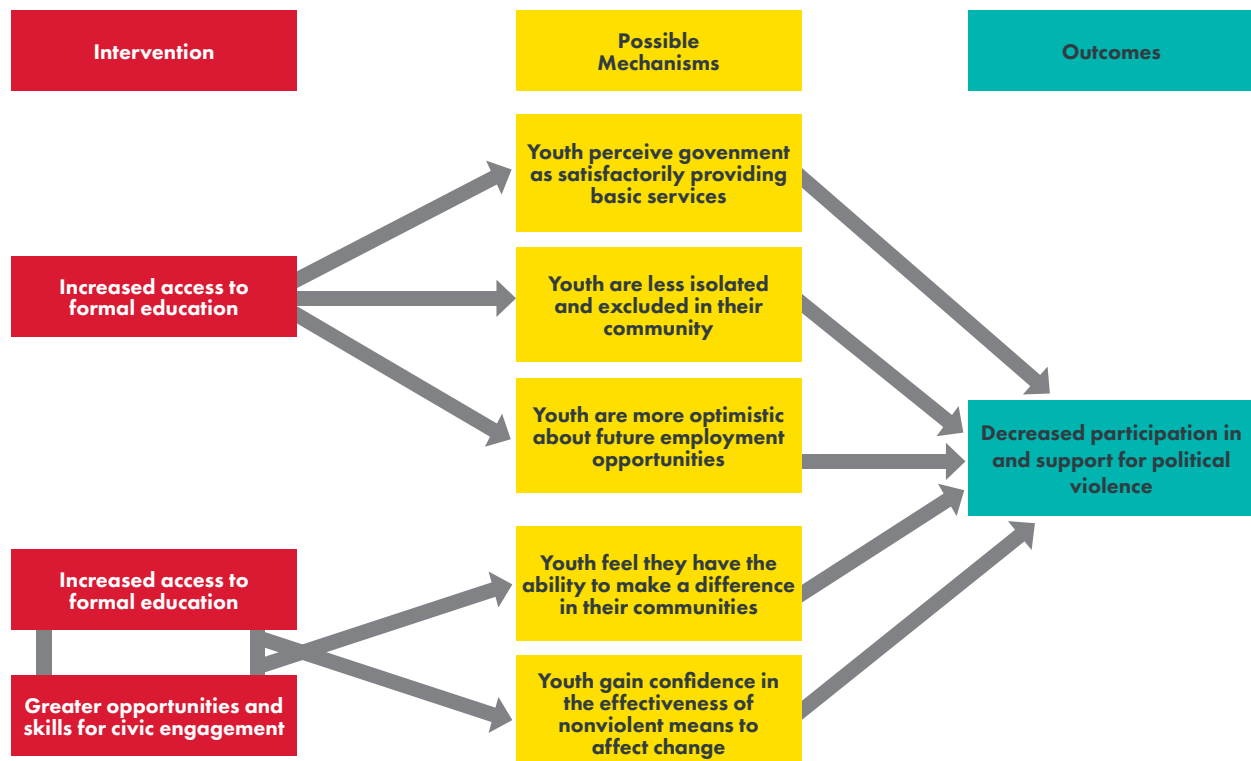 Intervention
Possible
Mechanisms
Outcomes
Youth perceive govenment
as satisfactorily providing
basic services
Increased access to
formal education
Youth are less isolated
and excluded in their
community
Youth are more optimistic
about future employment
opportunities
Decreased participation in
and support for political
violence
Increased access to
formal education
Youth feel they have the
ability to make a difference
in their communities
Greater opportunities and
skills for civic engagement
Youth gain confidence in
the effectiveness of
nonviolent means to
affect change